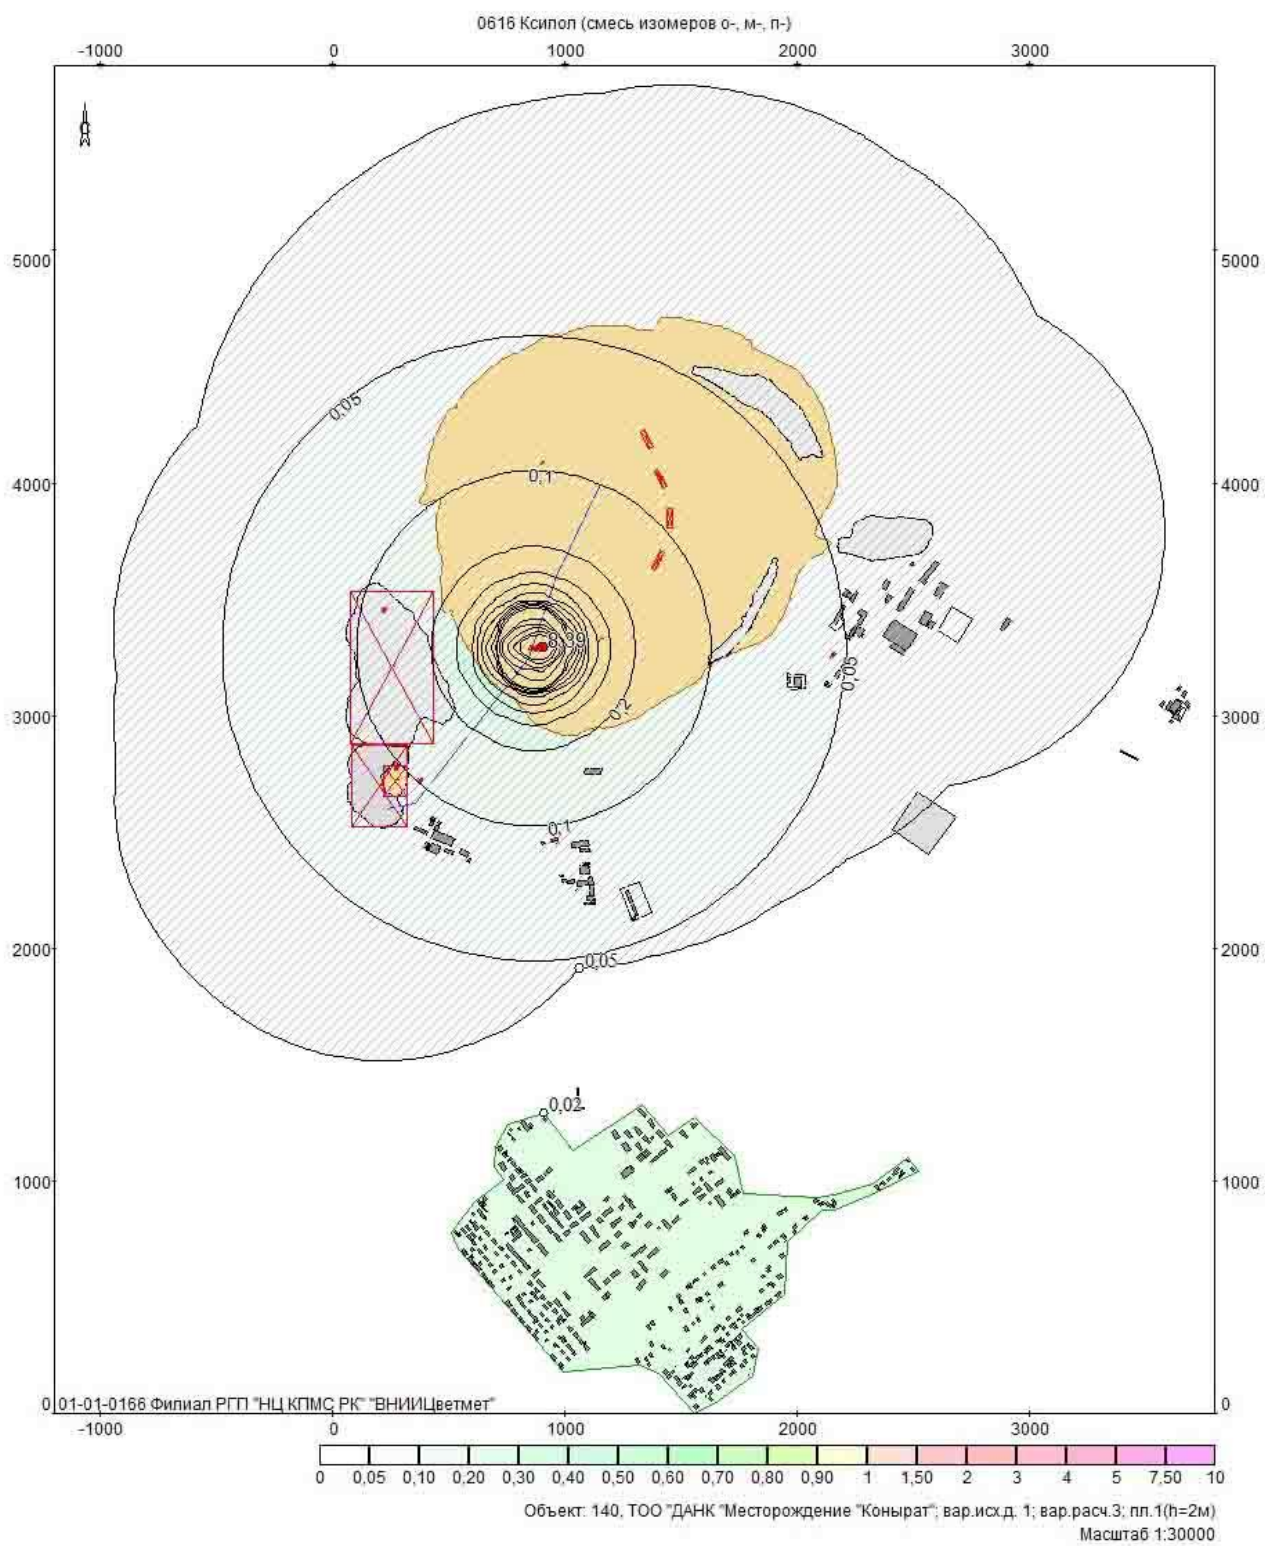 0616 Ксилол (смесь изомеров о-, м-, п-)
-1000 0 1000 2000 3000
С
5000 5000
0,05
4000 0,1 4000
8,39
0,05
3000 0,2 3000
0,1
2000 0,05 2000
0,02
1000 1000
0 01-01-0166 Филиал РГП "НЦ КПМС РК" "ВНИИЦветмет" 0
-1000 0 1000 2000 3000
0 0,05 0,10 0,20 0,30 0,40 0,50 0,60 0,70 0,80 0,90 1 1,50 2 3 4 5 7,50 10
Объект: 140, ТОО "ДАНК "Месторождение "Конырат"; вар.исх.д. 1; вар.расч.3; пл.1(h=2м)
Масштаб 1:30000